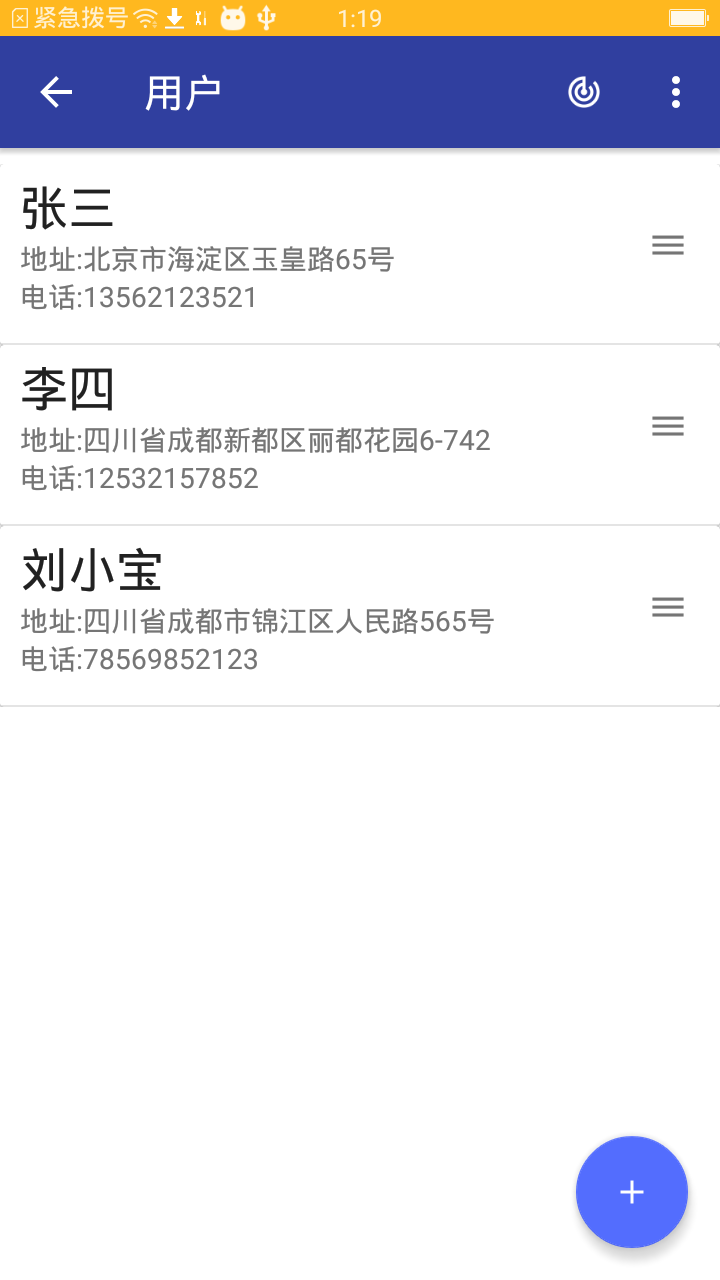 紧急拨号 1:19
用户
张三
地址:北京市海淀区玉皇路65号
电话:13562123521
李四
地址:四川省成都新都区丽都花园6-742
电话:12532157852
刘小宝
地址:四川省成都市锦江区人民路565号
电话:78569852123